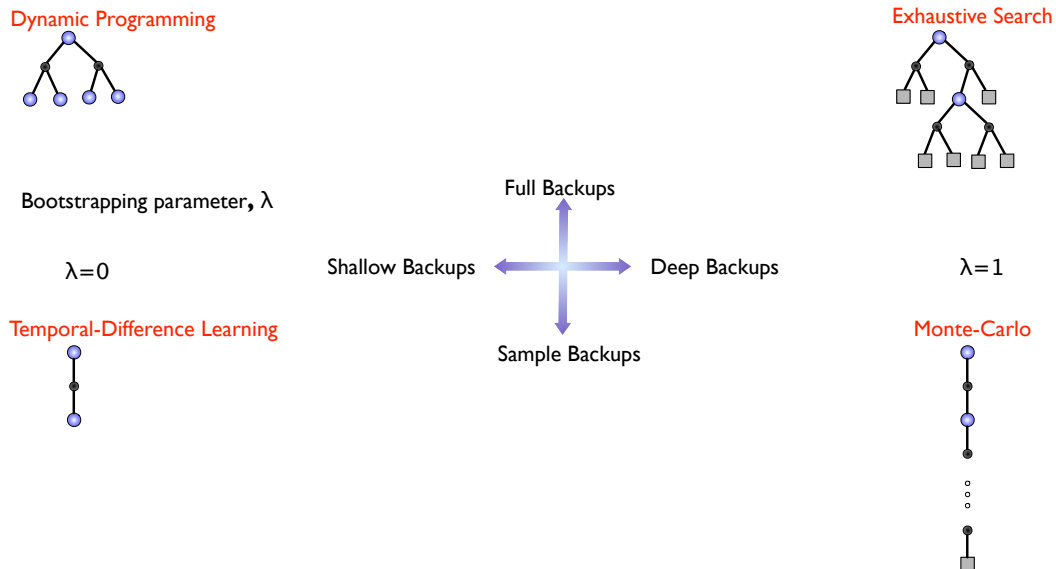 Dynamic Programming
Exhaustive Search
Full Backups
Bootstrapping parameter, λ
λ=0
Shallow Backups
Deep Backups
λ=1
Temporal-Difference Learning
Monte-Carlo
Sample Backups